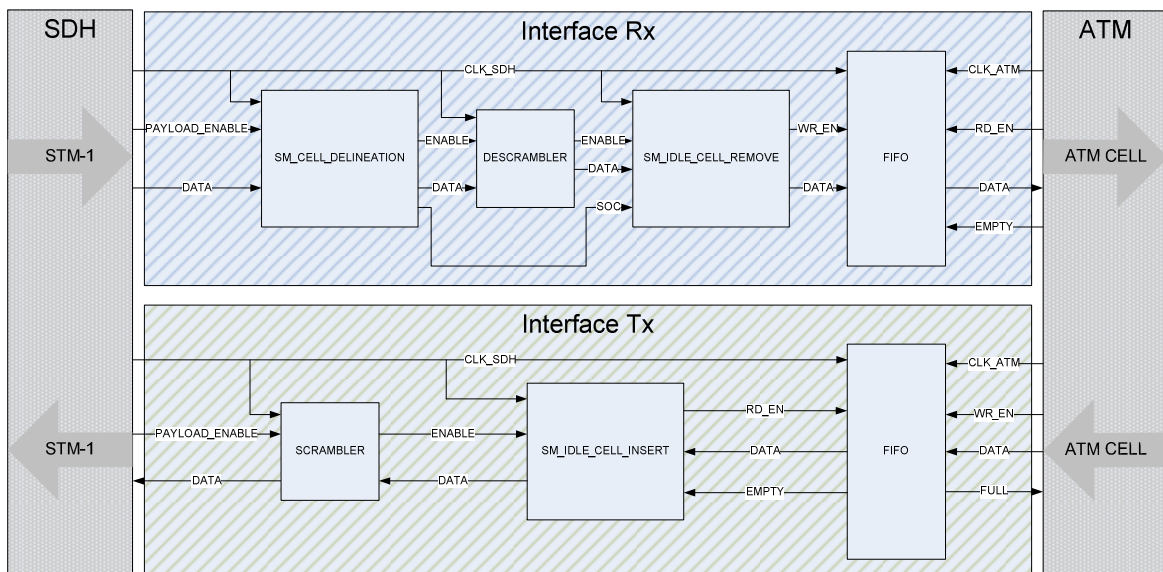 SDH
Interface Rx
ATM
CLK_SDH
CLK_ATM
PAYLOAD_ENABLE
ENABLE
ENABLE
WR_EN
RD_EN
STM-1
SM_CELL_DELINEATION
DESCRAMBLER
SM_IDLE_CELL_REMOVE
FIFO
ATM CELL
DATA
DATA
DATA
DATA
DATA
SOC
EMPTY
Interface Tx
CLK_SDH
CLK_ATM
RD_EN
WR_EN
STM-1
PAYLOAD_ENABLE
SCRAMBLER
ENABLE
SM_IDLE_CELL_INSERT
DATA
FIFO
DATA
ATM CELL
DATA
DATA
EMPTY
FULL